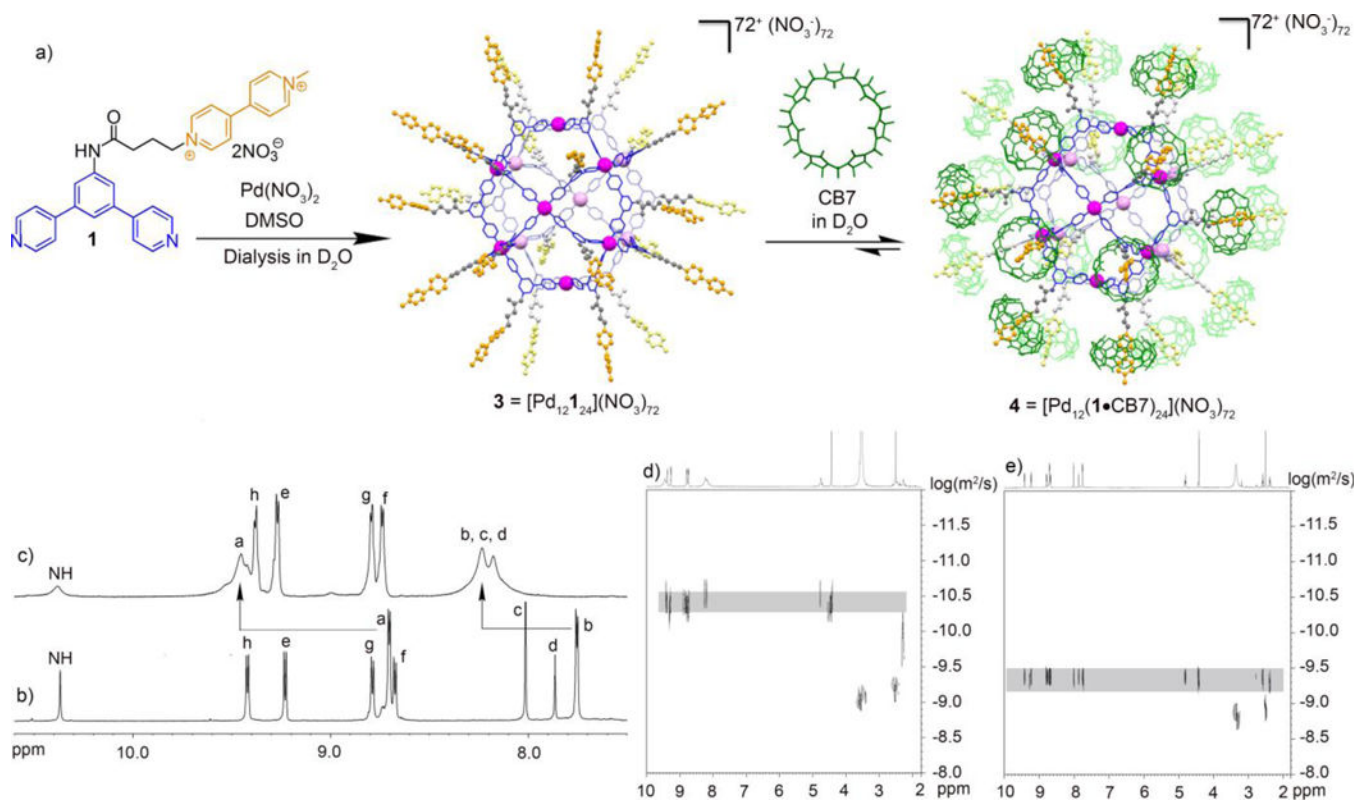 a)
O
HN
N
⊕
N
⊕
2NO₃⊖
N
1
N
Pd(NO₃)₂
DMSO
Dialysis in D₂O
72⁺ (NO₃⁻)₇₂
3 = [Pd₁₂1₂₄](NO₃)₇₂
CB7
in D₂O
72⁺ (NO₃⁻)₇₂
4 = [Pd₁₂(1•CB7)₂₄](NO₃)₇₂
c)
NH
a
h
e
g
f
b, c, d
b)
NH
h
e
g
a
f
c
d
b
ppm
10.0
9.0
8.0
d)
log(m²/s)
-11.5
-11.0
-10.5
-10.0
-9.5
-9.0
-8.5
-8.0
10 9 8 7 6 5 4 3 2 ppm
e)
log(m²/s)
-11.5
-11.0
-10.5
-10.0
-9.5
-9.0
-8.5
-8.0
10 9 8 7 6 5 4 3 2 ppm